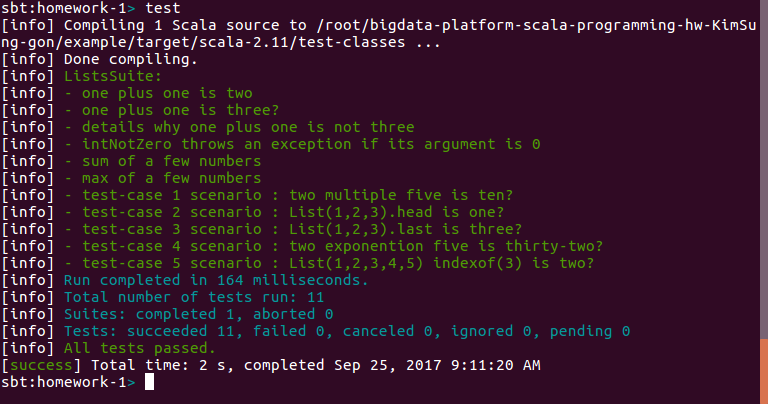 sbt:homework-1> test
[info] Compiling 1 Scala source to /root/bigdata-platform-scala-programming-hw-KimSu
ng-gon/example/target/scala-2.11/test-classes ...
[info] Done compiling.
[info] ListsSuite:
[info] - one plus one is two
[info] - one plus one is three?
[info] - details why one plus one is not three
[info] - intNotZero throws an exception if its argument is 0
[info] - sum of a few numbers
[info] - max of a few numbers
[info] - test-case 1 scenario : two multiple five is ten?
[info] - test-case 2 scenario : List(1,2,3).head is one?
[info] - test-case 3 scenario : List(1,2,3).last is three?
[info] - test-case 4 scenario : two exponention five is thirty-two?
[info] - test-case 5 scenario : List(1,2,3,4,5) indexof(3) is two?
[info] Run completed in 164 milliseconds.
[info] Total number of tests run: 11
[info] Suites: completed 1, aborted 0
[info] Tests: succeeded 11, failed 0, canceled 0, ignored 0, pending 0
[info] All tests passed.
[success] Total time: 2 s, completed Sep 25, 2017 9:11:20 AM
sbt:homework-1>